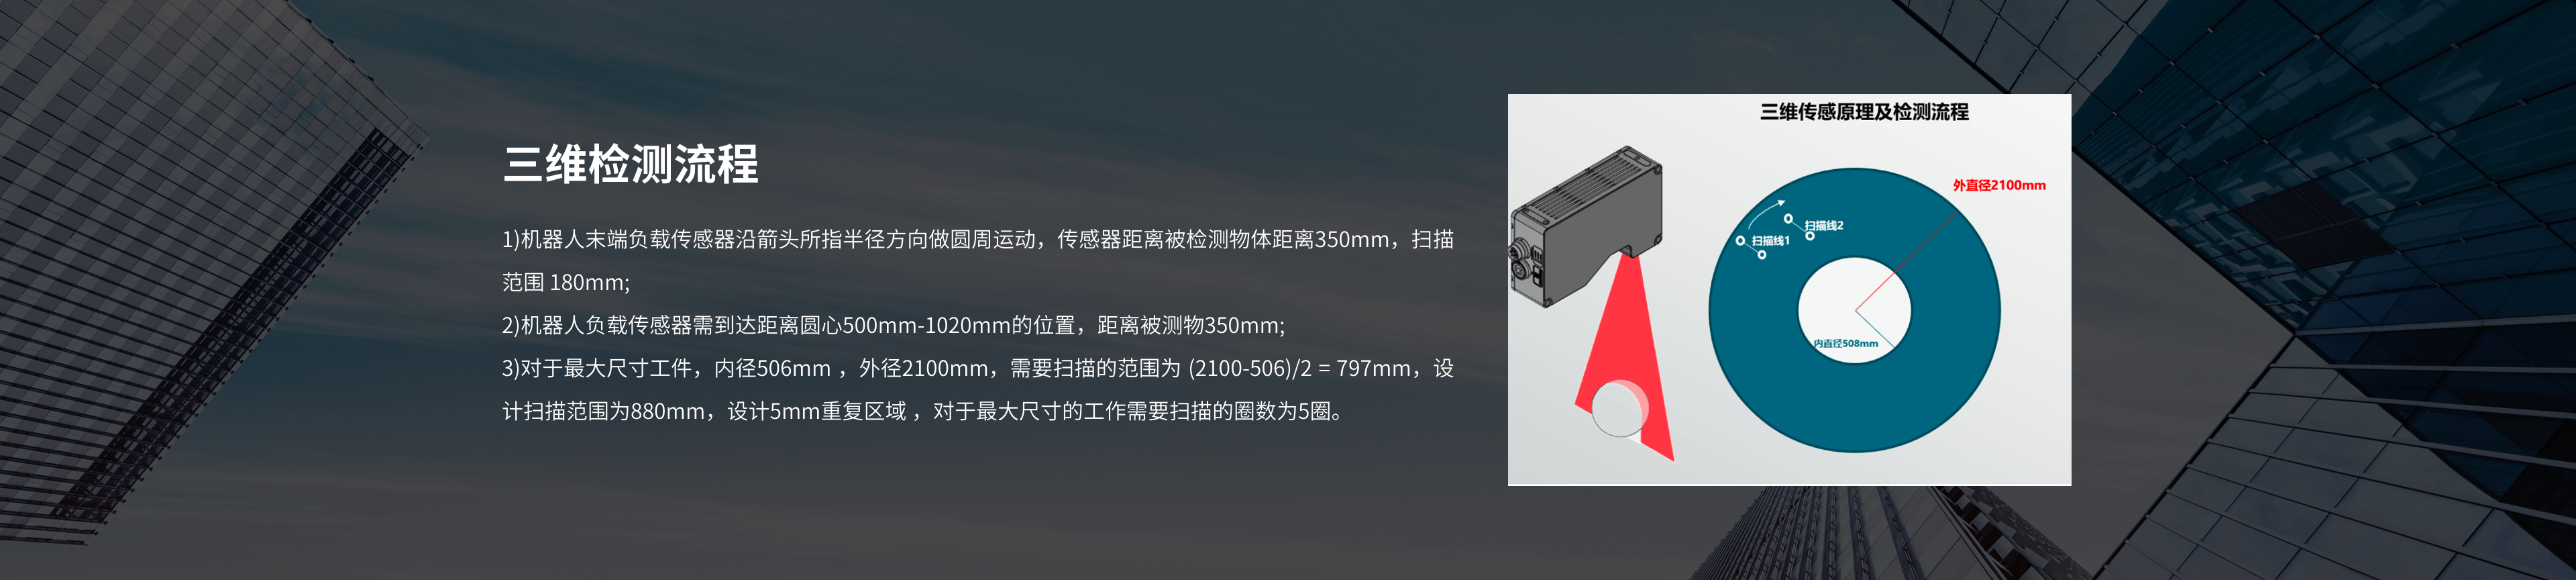 三维检测流程
1)机器人末端负载传感器沿箭头所指半径方向做圆周运动，传感器距离被检测物体距离350mm，扫描
范围 180mm;
2)机器人负载传感器需到达距离圆心500mm-1020mm的位置，距离被测物350mm;
3)对于最大尺寸工件，内径506mm ，外径2100mm，需要扫描的范围为 (2100-506)/2 = 797mm，设
计扫描范围为880mm，设计5mm重复区域 ，对于最大尺寸的工作需要扫描的圈数为5圈。
三维传感原理及检测流程
外直径2100mm
扫描线2
扫描线1
内直径508mm